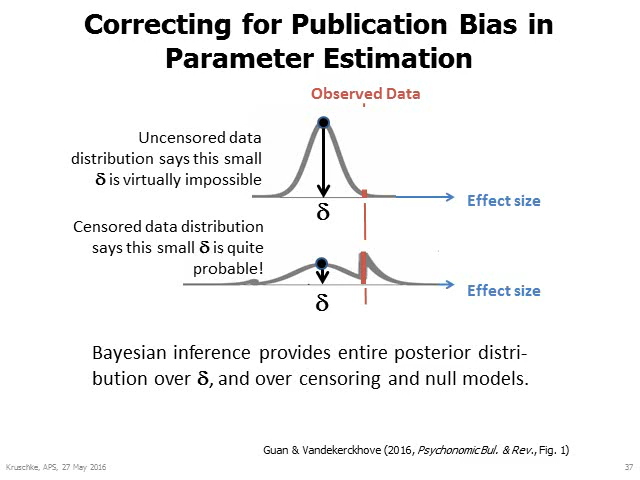 Correcting for Publication Bias in
Parameter Estimation
Observed Data
Uncensored data
distribution says this small
δ is virtually impossible
δ
Effect size
Censored data distribution
says this small δ is quite
probable!
δ
Effect size
Bayesian inference provides entire posterior distri-
bution over δ, and over censoring and null models.
Guan & Vandekerckhove (2016, Psychonomic Bul. & Rev., Fig. 1)
Kruschke, APS, 27 May 2016
37